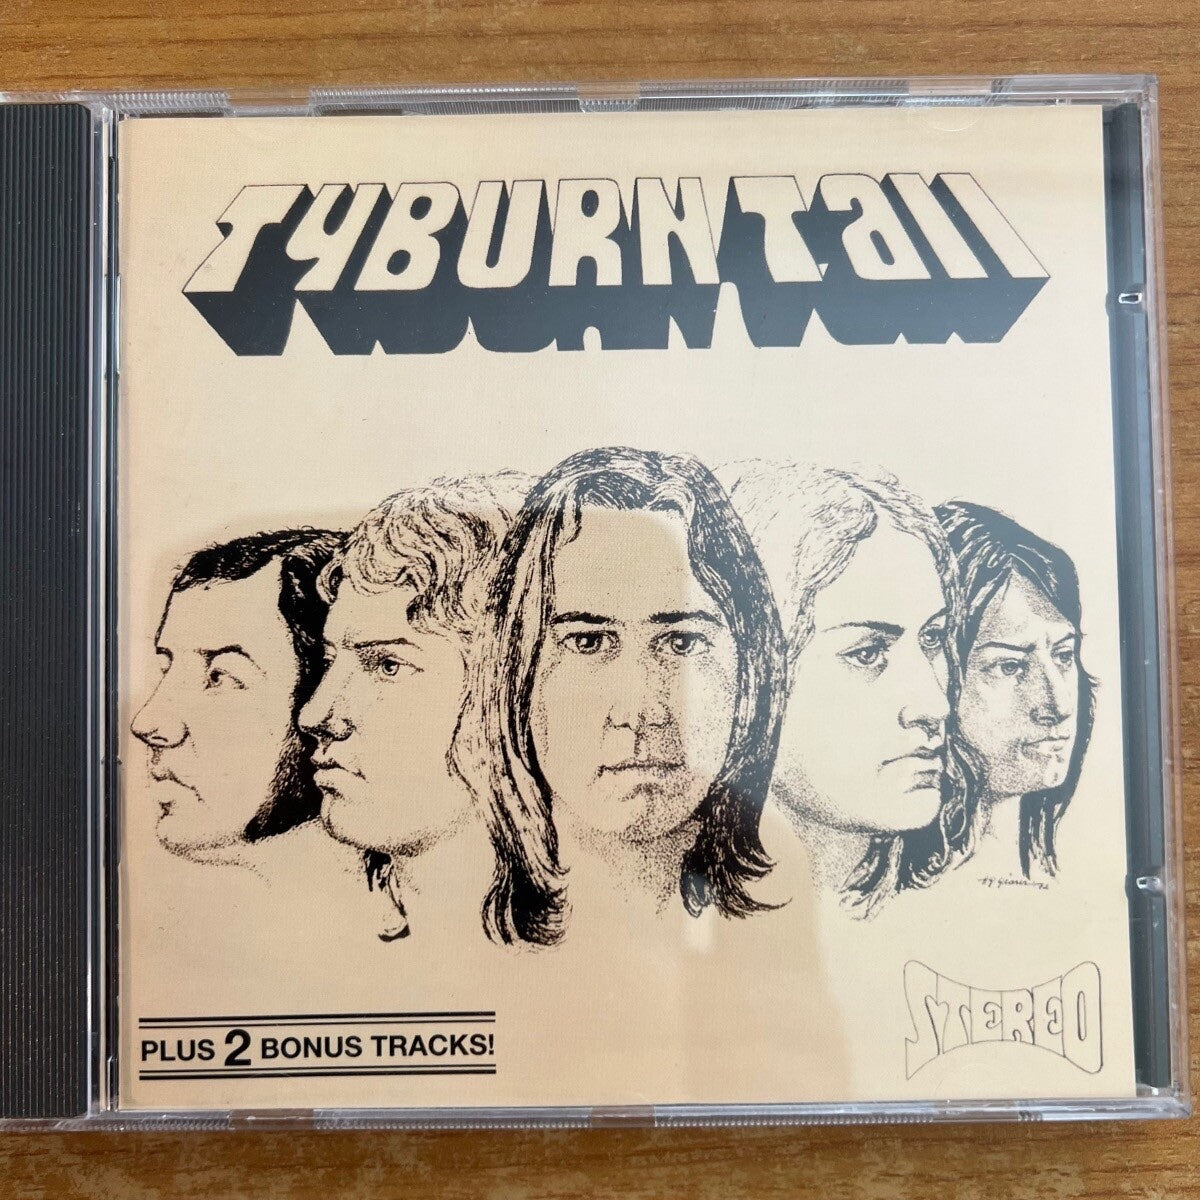 TYBURN Tall
PLUS 2 BONUS TRACKS!
STEREO